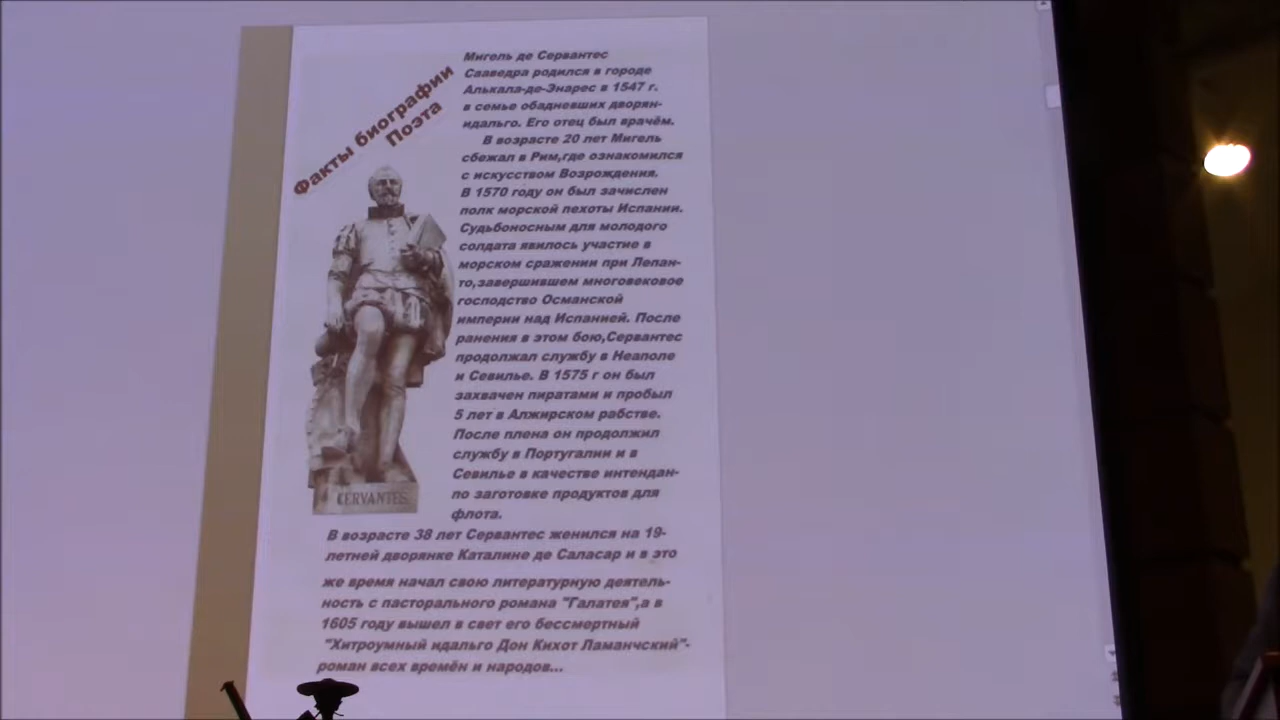 Факты биографии
Поэта
Мигель де Сервантес
Сааведра родился в городе
Алькала-де-Энарес в 1547 г.
в семье обадневших дворян-
идальго. Его отец был врачём.
В возрасте 20 лет Мигель
сбежал в Рим,где ознакомился
с искусством Возрождения.
В 1570 году он был зачислен
полк морской пехоты Испании.
Судьбоносным для молодого
солдата явилось участие в
морском сражении при Лепан-
то,завершившем многовековое
господство Османской
империи над Испанией. После
ранения в этом бою,Сервантес
продолжал службу в Неаполе
и Севилье. В 1575 г он был
захвачен пиратами и пробыл
5 лет в Алжирском рабстве.
После плена он продолжил
службу в Португалии и в
Севилье в качестве интендан-
по заготовке продуктов для
флота.
CERVANTES
В возрасте 38 лет Сервантес женился на 19-
летней дворянке Каталине де Саласар и в это
же время начал свою литературную деятель-
ность с пасторального романа "Галатея",а в
1605 году вышел в свет его бессмертный
"Хитроумный идальго Дон Кихот Ламанчский"-
роман всех времён и народов...